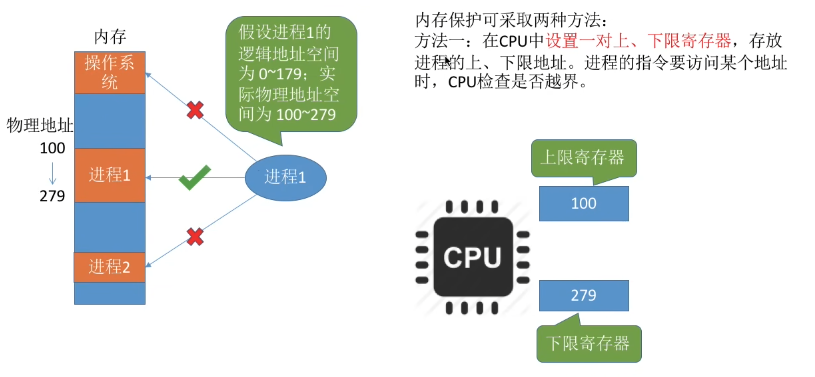 内存
操作系
统
物理地址
100
279
进程1
进程2
假设进程1的
逻辑地址空间
为 0~179；实
际物理地址空
间为 100~279
进程1
内存保护可采取两种方法：
方法一：在CPU中设置一对上、下限寄存器，存放
进程的上、下限地址。进程的指令要访问某个地址
时，CPU检查是否越界。
上限寄存器
100
CPU
279
下限寄存器